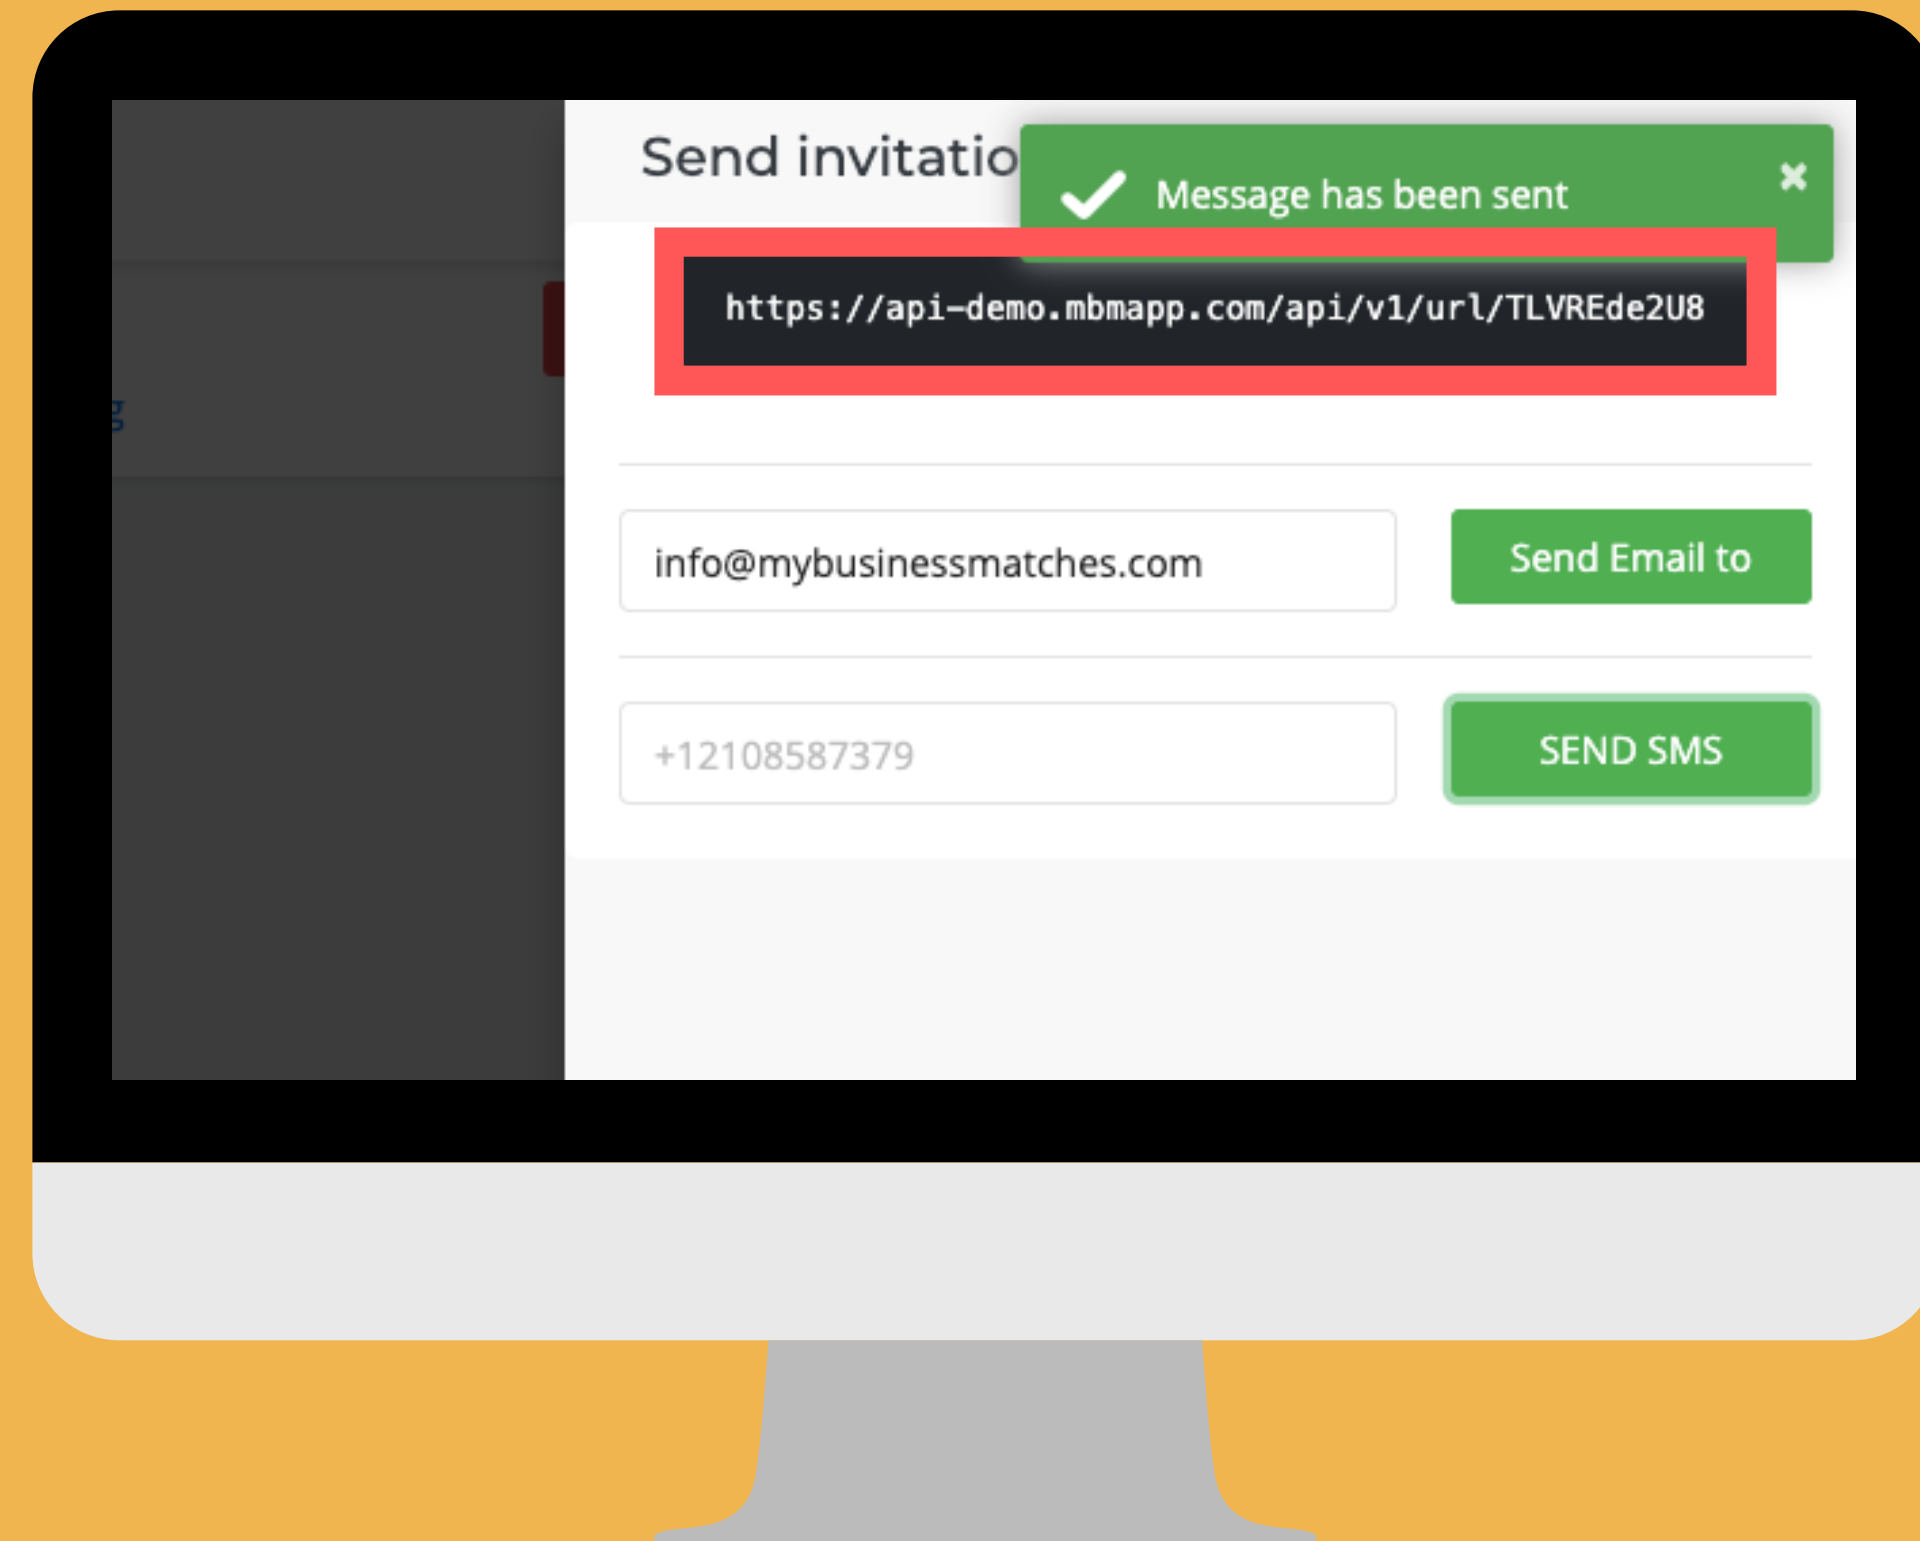 Send invitatio
Message has been sent
https://api-demo.mbmapp.com/api/v1/url/TLVREde2U8
g
info@mybusinessmatches.com
Send Email to
+12108587379
SEND SMS